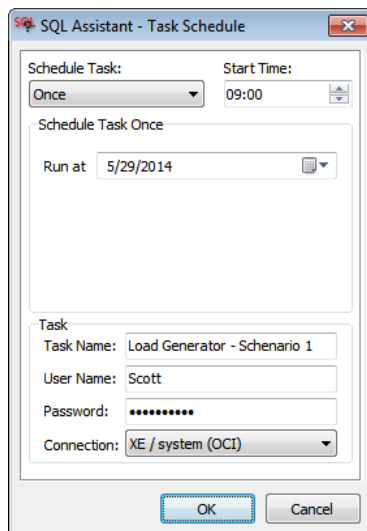 SQL SQL Assistant - Task Schedule
Schedule Task: Start Time:
Once 09:00
Schedule Task Once
Run at 5/29/2014
Task
Task Name: Load Generator - Schenario 1
User Name: Scott
Password: ••••••••••
Connection: XE / system (OCI)
OK Cancel